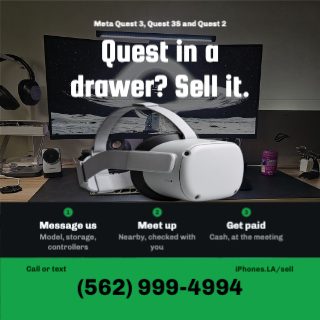 Meta Quest 3, Quest 3S and Quest 2
Quest in a
drawer? Sell it.
1 2 3
Message us Meet up Get paid
Model, storage, Nearby, checked with Cash, at the meeting
controllers you
Call or text iPhones.LA/sell
(562) 999-4994